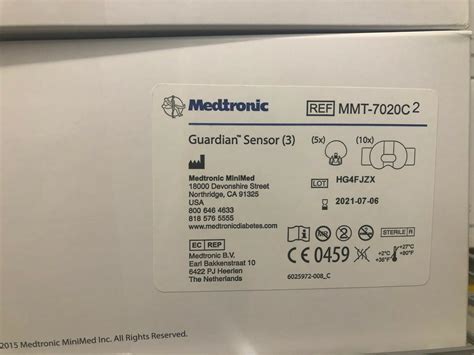 Medtronic
REF MMT-7020C2
Guardian™ Sensor (3)
(5x)
(10x)
Medtronic MiniMed
18000 Devonshire Street
Northridge, CA 91325
USA
800 646 4633
818 576 5555
www.medtronicdiabetes.com
LOT HG4FJZX
2021-07-06
EC REP
Medtronic B.V.
Earl Bakkenstraat 10
6422 PJ Heerlen
The Netherlands
STERILE R
CE 0459
+2°C
+36°F
+27°C
+80°F
6025972-008_C
2015 Medtronic MiniMed Inc. All Rights Reserved.